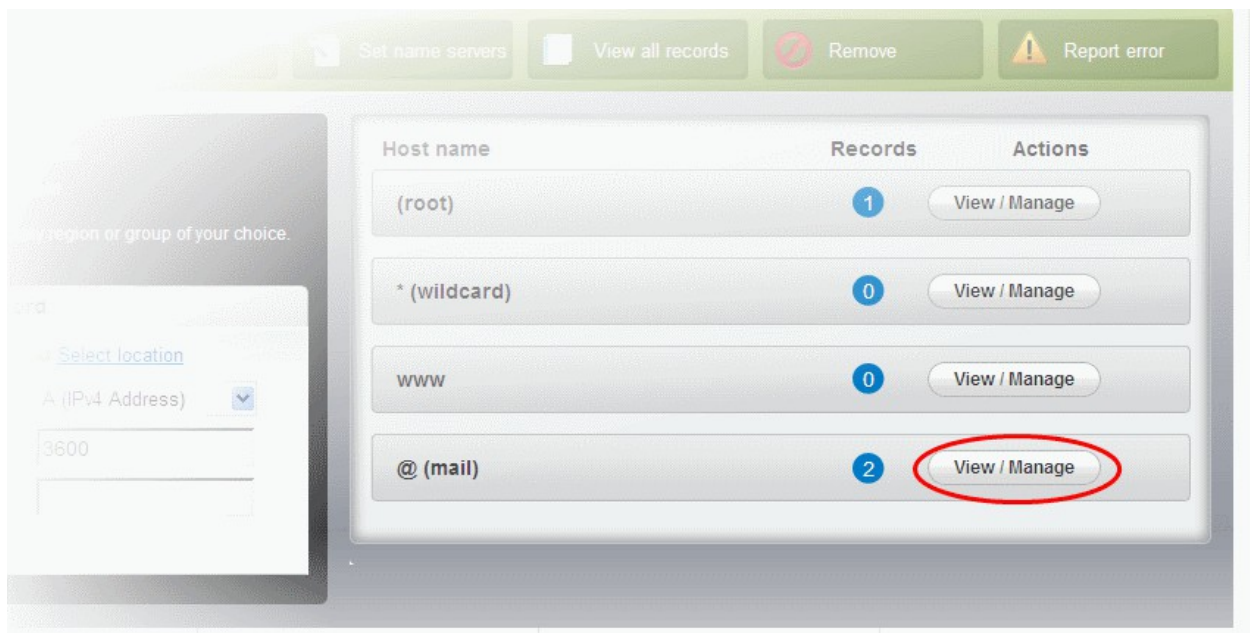 Set name servers
View all records
Remove
Report error
Host name Records Actions
(root) 1 View / Manage
region or group of your choice.
* (wildcard) 0 View / Manage
Select location
www 0 View / Manage
A (IPv4 Address)
3600
@ (mail) 2 View / Manage